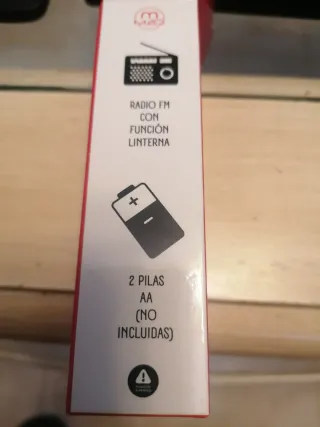 RADIO FM
CON
FUNCIÓN
LINTERNA
2 PILAS
AA
(NO
INCLUIDAS)